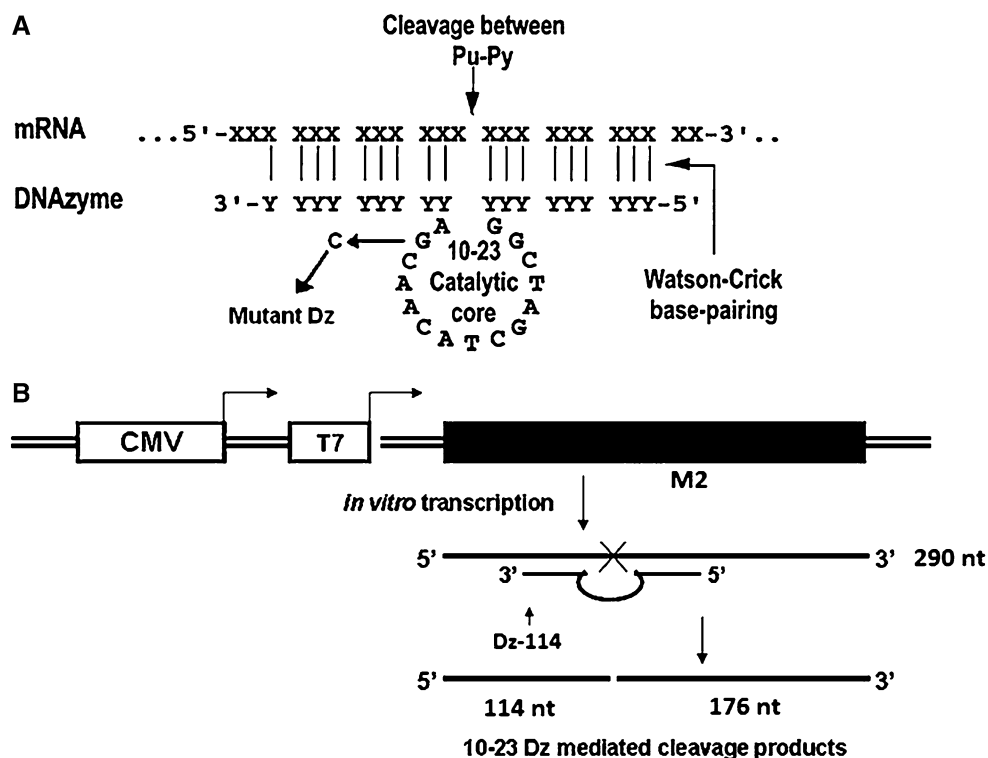 A
Cleavage between
Pu-Py
mRNA ...5'-XXX XXX XXX XXX XXX XXX XXX XX-3'..
DNAzyme 3'-Y YYY YYY YY YYY YYY YYY-5'
A G
C G 10-23 G
C C
A Catalytic T
A core A
C A T C G
Mutant Dz
Watson-Crick
base-pairing
B
CMV T7
M2
in vitro transcription
5' 3' 290 nt
3' 5'
Dz-114
5' 3'
114 nt 176 nt
10-23 Dz mediated cleavage products